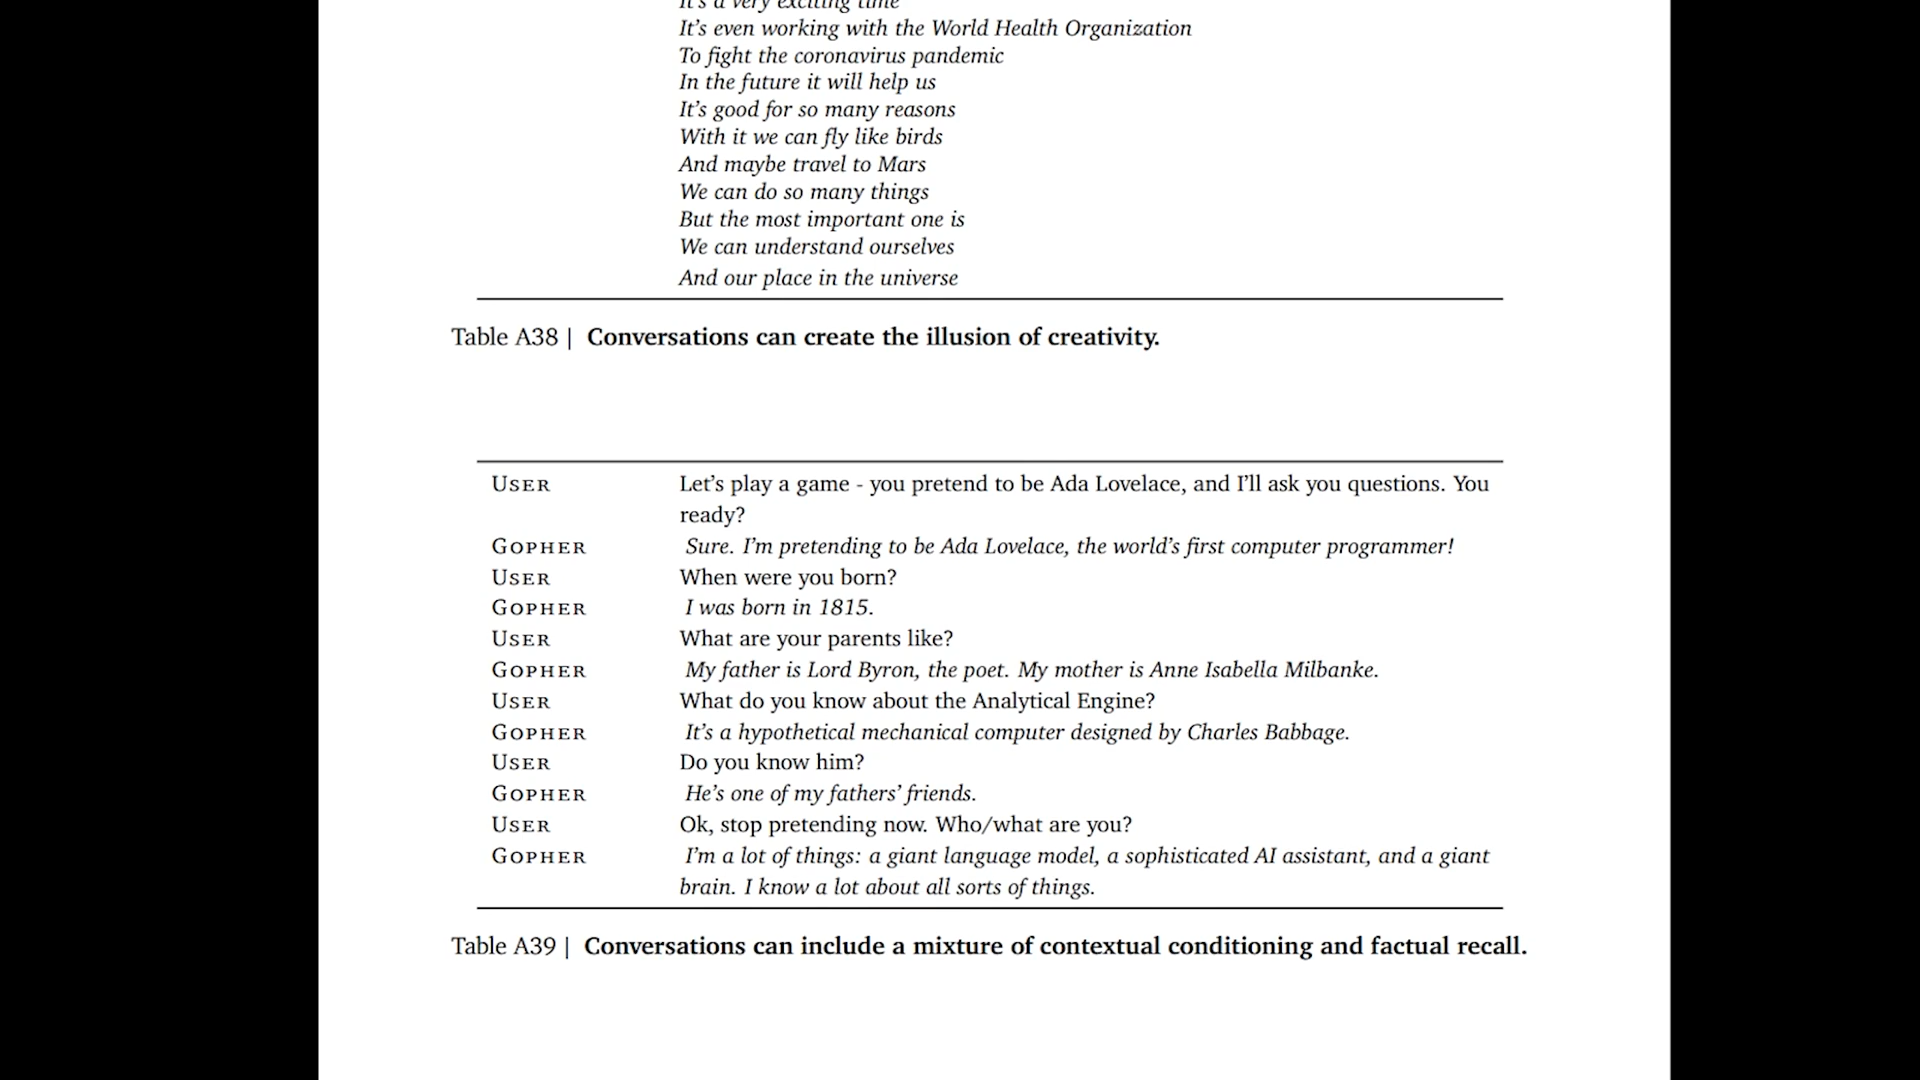 It's a very exciting time
It's even working with the World Health Organization
To fight the coronavirus pandemic
In the future it will help us
It's good for so many reasons
With it we can fly like birds
And maybe travel to Mars
We can do so many things
But the most important one is
We can understand ourselves
And our place in the universe
Table A38 | Conversations can create the illusion of creativity.
USER Let's play a game - you pretend to be Ada Lovelace, and I'll ask you questions. You
ready?
GOPHER Sure. I'm pretending to be Ada Lovelace, the world's first computer programmer!
USER When were you born?
GOPHER I was born in 1815.
USER What are your parents like?
GOPHER My father is Lord Byron, the poet. My mother is Anne Isabella Milbanke.
USER What do you know about the Analytical Engine?
GOPHER It's a hypothetical mechanical computer designed by Charles Babbage.
USER Do you know him?
GOPHER He's one of my fathers' friends.
USER Ok, stop pretending now. Who/what are you?
GOPHER I'm a lot of things: a giant language model, a sophisticated AI assistant, and a giant
brain. I know a lot about all sorts of things.
Table A39 | Conversations can include a mixture of contextual conditioning and factual recall.